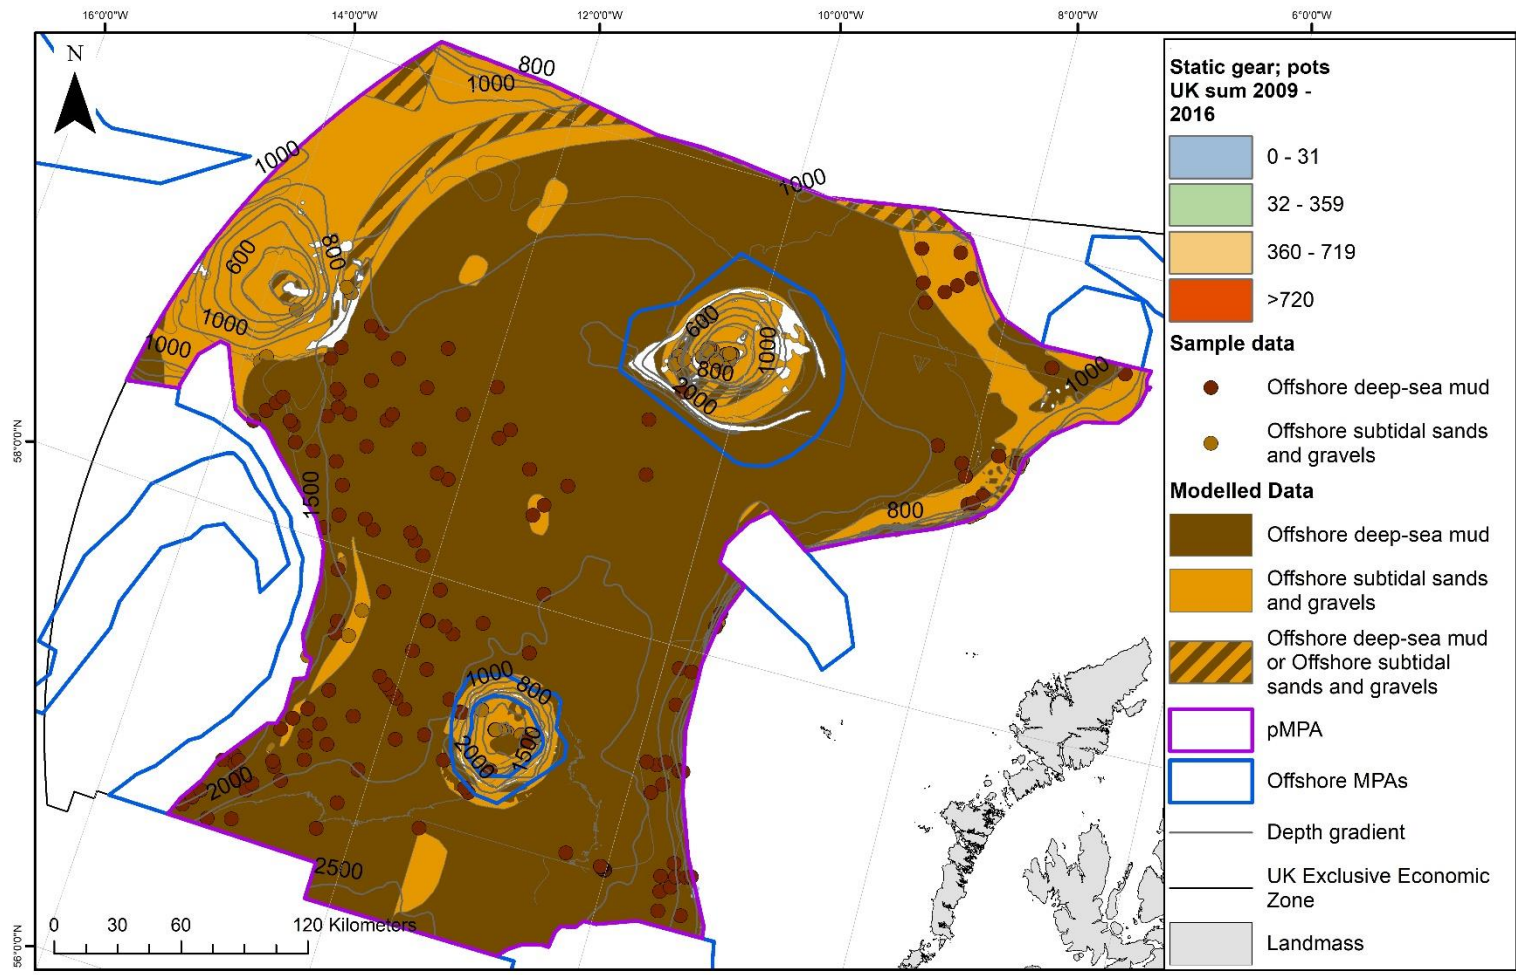 16°0'0"W
14°0'0"W
12°0'0"W
10°0'0"W
8°0'0"W
6°0'0"W
N
800
1000
1000
1000
600
800
1000
1000
600
1000
800
2000
1000
58°0'0"N
1500
800
1000
800
2000
1500
2000
2500
0 30 60 120 Kilometers
56°0'0"N
Static gear; pots
UK sum 2009 -
2016
0 - 31
32 - 359
360 - 719
>720
Sample data
Offshore deep-sea mud
Offshore subtidal sands
and gravels
Modelled Data
Offshore deep-sea mud
Offshore subtidal sands
and gravels
Offshore deep-sea mud
or Offshore subtidal
sands and gravels
pMPA
Offshore MPAs
Depth gradient
UK Exclusive Economic
Zone
Landmass